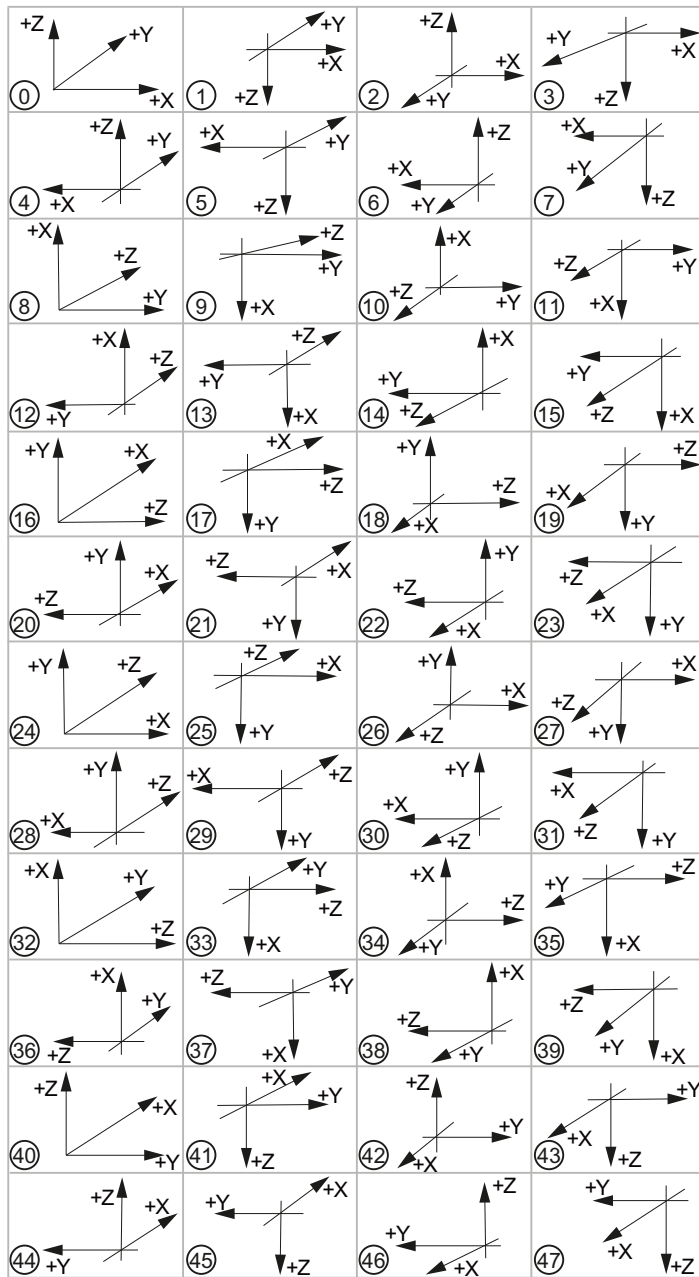 +Z +Y +X 0
+Y +X +Z 1
+Z +X +Y 2
+Y +X +Z 3
+Z +Y +X 4
+X +Y +Z 5
+Z +X +Y 6
+X +Y +Z 7
+X +Z +Y 8
+Z +Y +X 9
+X +Z +Y 10
+Z +Y +X 11
+X +Z +Y 12
+Z +Y +X 13
+X +Y +Z 14
+Y +Z +X 15
+Y +X +Z 16
+X +Z +Y 17
+Y +Z +X 18
+Z +X +Y 19
+Y +X +Z 20
+Z +X +Y 21
+Y +Z +X 22
+Z +X +Y 23
+Y +Z +X 24
+Z +X +Y 25
+Y +X +Z 26
+X +Z +Y 27
+Y +Z +X 28
+X +Z +Y 29
+Y +X +Z 30
+X +Z +Y 31
+X +Y +Z 32
+Y +Z +X 33
+X +Z +Y 34
+Z +Y +X 35
+X +Y +Z 36
+Z +Y +X 37
+X +Z +Y 38
+Z +Y +X 39
+Z +X +Y 40
+X +Y +Z 41
+Z +Y +X 42
+Y +X +Z 43
+Z +X +Y 44
+X +Y +Z 45
+Z +Y +X 46
+Y +X +Z 47